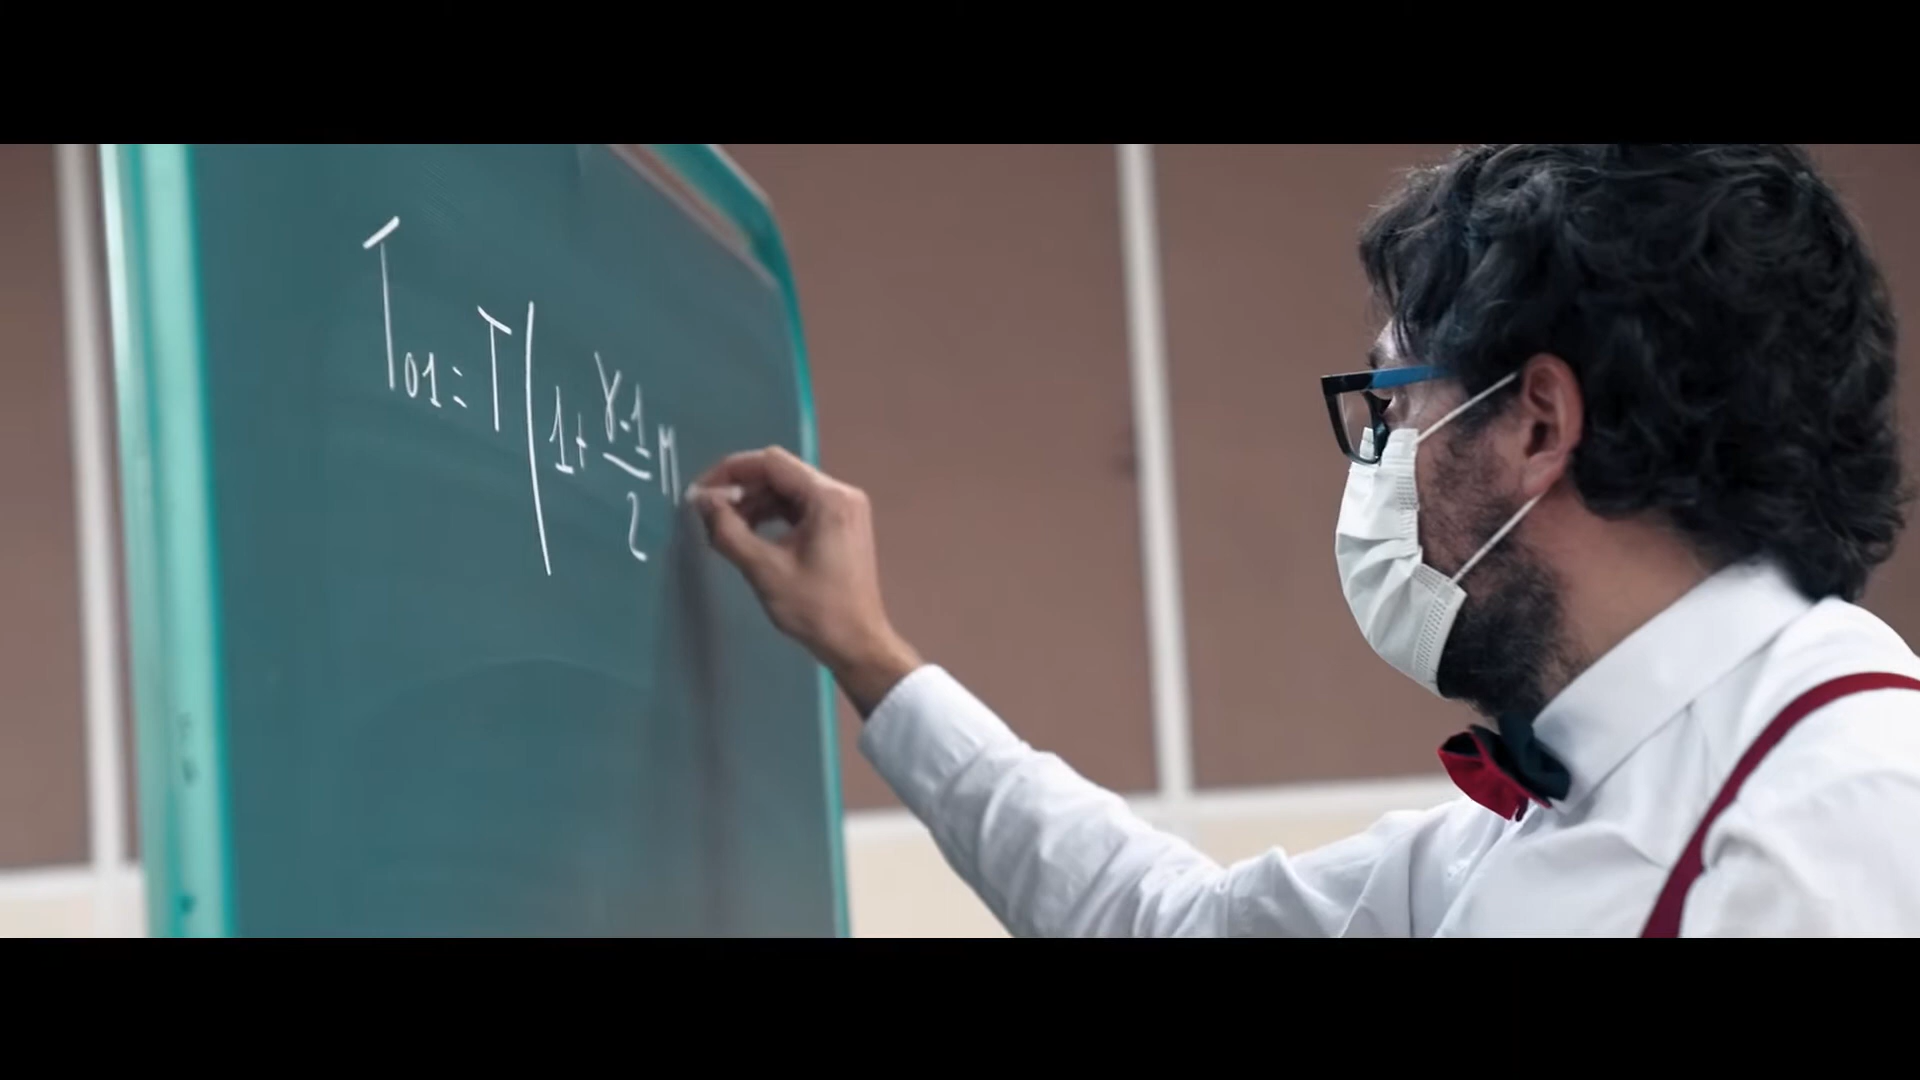 T₀₁ = T(1 + γ-1/2 M